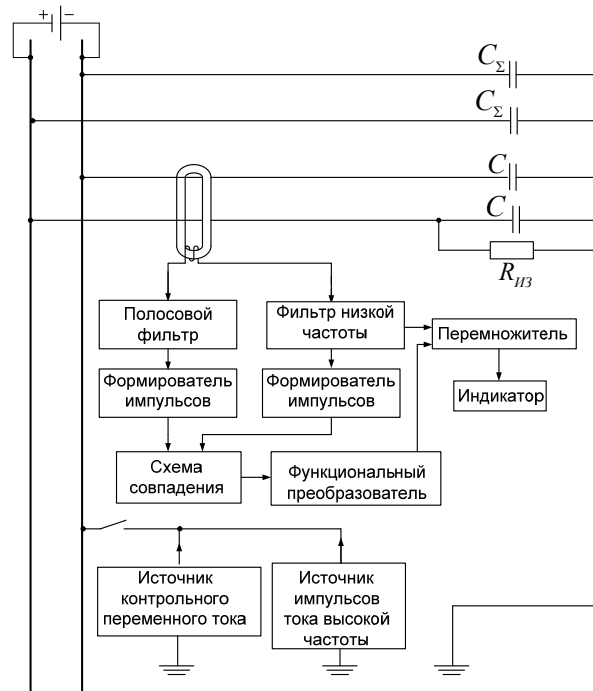 + −
C_Σ
C_Σ
C
C
R_ИЗ
Полосовой
фильтр
Фильтр низкой
частоты
Перемножитель
Формирователь
импульсов
Формирователь
импульсов
Индикатор
Схема
совпадения
Функциональный
преобразователь
Источник
контрольного
переменного тока
Источник
импульсов
тока высокой
частоты